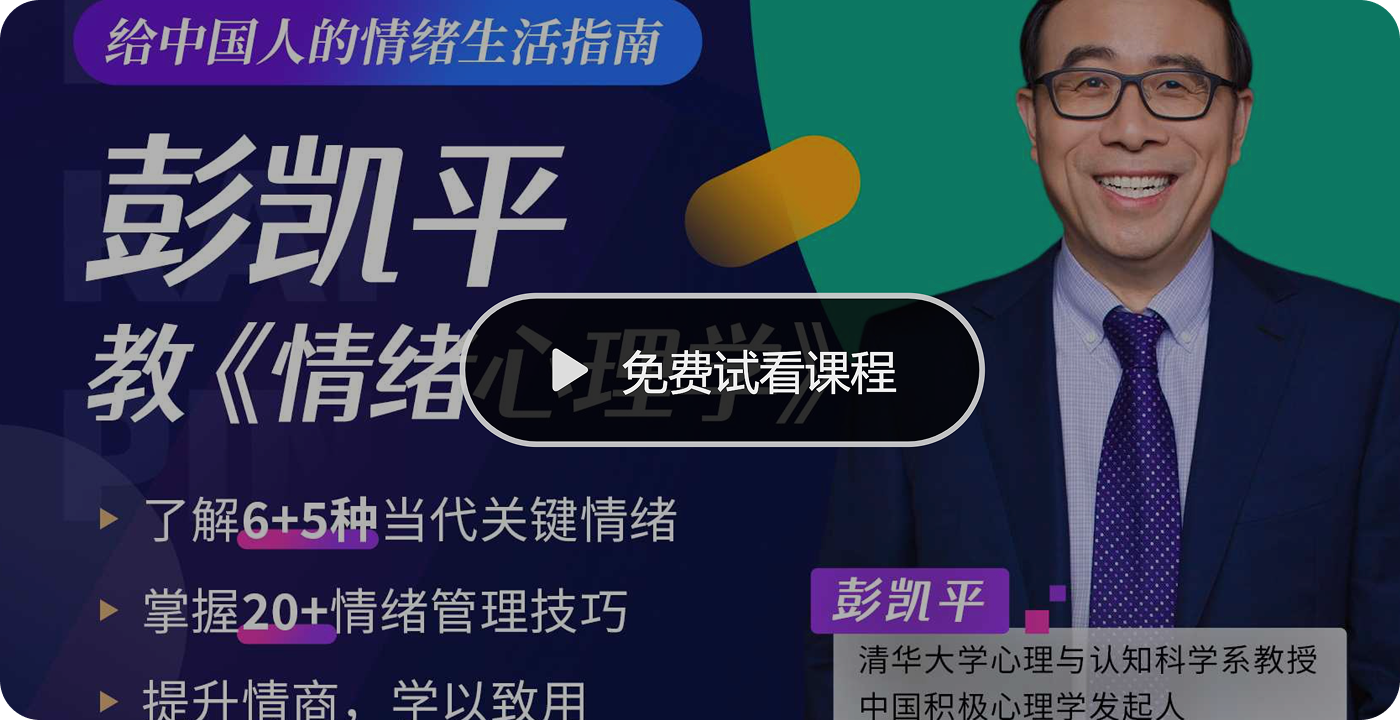 给中国人的情绪生活指南
彭凯平
教《情绪心理学》
免费试看课程
了解6+5种当代关键情绪
掌握20+情绪管理技巧
提升情商，学以致用
彭凯平
清华大学心理与认知科学系教授
中国积极心理学发起人